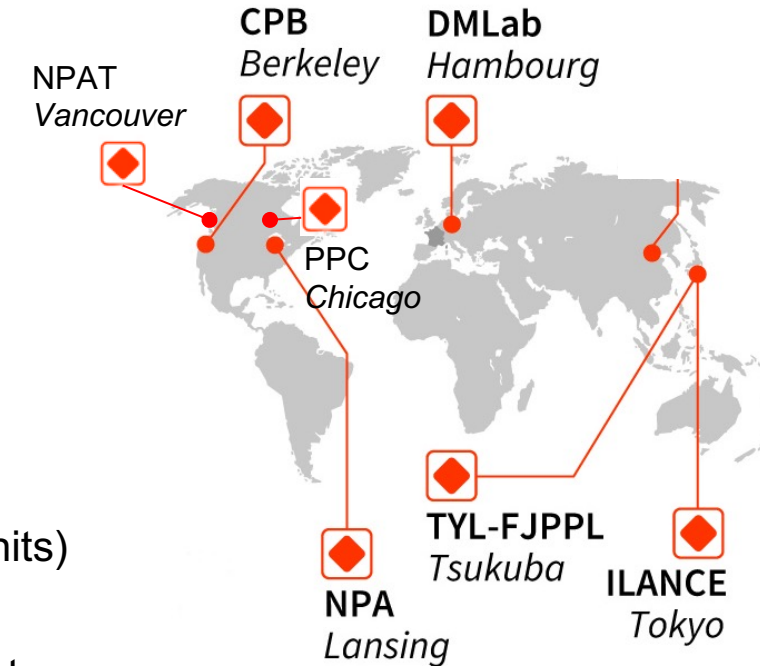 CPB
Berkeley
DMLab
Hambourg
NPAT
Vancouver
PPC
Chicago
TYL-FJPPL
Tsukuba
ILANCE
Tokyo
NPA
Lansing
nits)